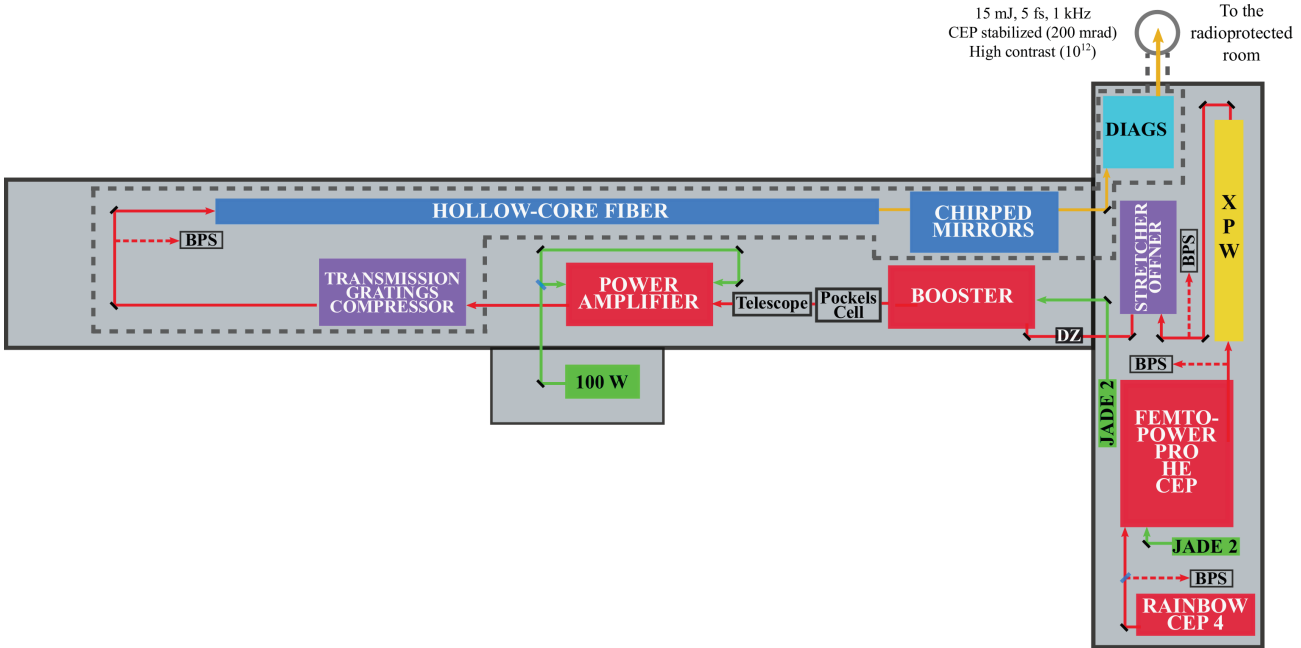 15 mJ, 5 fs, 1 kHz
CEP stabilized (200 mrad)
High contrast (10¹²)
To the
radioprotected
room
DIAGS
X
P
W
HOLLOW-CORE FIBER
CHIRPED
MIRRORS
STRETCHER
OFFNER
BPS
BPS
TRANSMISSION
GRATINGS
COMPRESSOR
POWER
AMPLIFIER
Telescope
Pockels
Cell
BOOSTER
DZ
BPS
100 W
JADE 2
FEMTO-
POWER
PRO
HE
CEP
JADE 2
BPS
RAINBOW
CEP 4